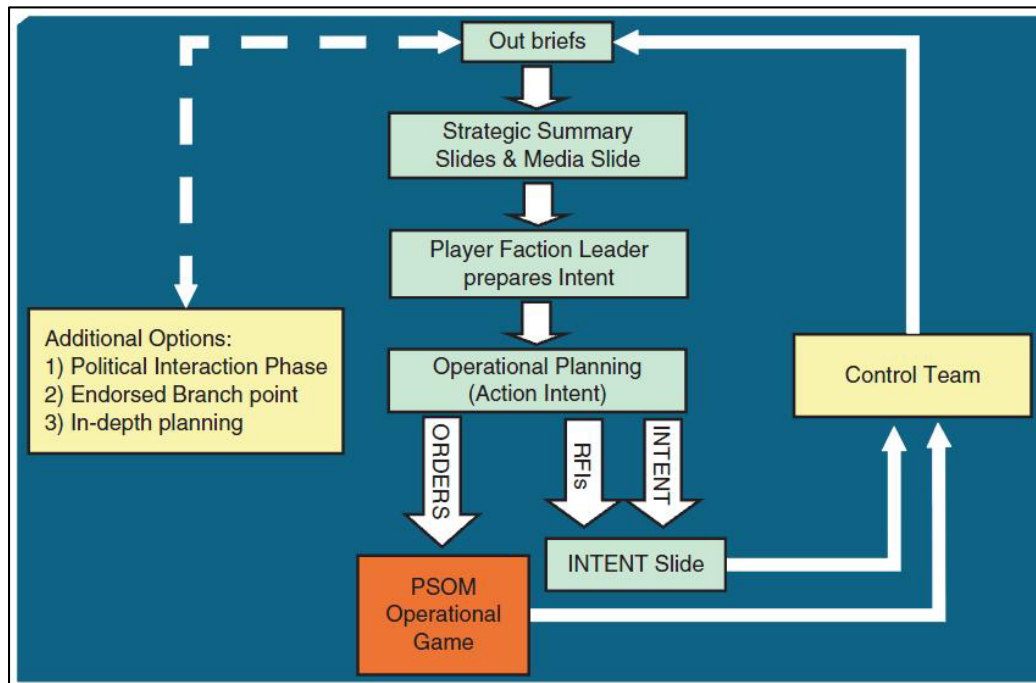 Out briefs
Strategic Summary
Slides & Media Slide
Player Faction Leader
prepares Intent
Additional Options:
1) Political Interaction Phase
2) Endorsed Branch point
3) In-depth planning
Operational Planning
(Action Intent)
Control Team
ORDERS
RFIs
INTENT
INTENT Slide
PSOM
Operational
Game